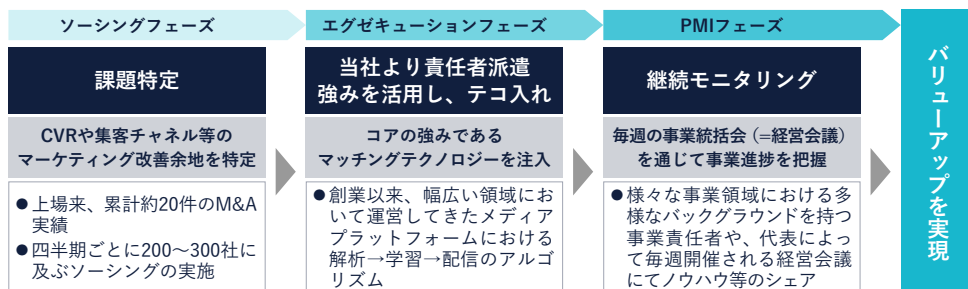 ソーシングフェーズ
課題特定
CVRや集客チャネル等の
マーケティング改善余地を特定
●上場来、累計約20件のM&A
実績
●四半期ごとに200～300社に
及ぶソーシングの実施
エグゼキューションフェーズ
当社より責任者派遣
強みを活用し、テコ入れ
コアの強みである
マッチングテクノロジーを注入
●創業以来、幅広い領域にお
いて運営してきたメディア
プラットフォームにおける
解析→学習→配信のアルゴ
リズム
PMIフェーズ
継続モニタリング
毎週の事業統括会（=経営会議）
を通じて事業進捗を把握
●様々な事業領域における多
様なバックグラウンドを持つ
事業責任者や、代表によっ
て毎週開催される経営会議
にてノウハウ等のシェア
バリューアップを実現